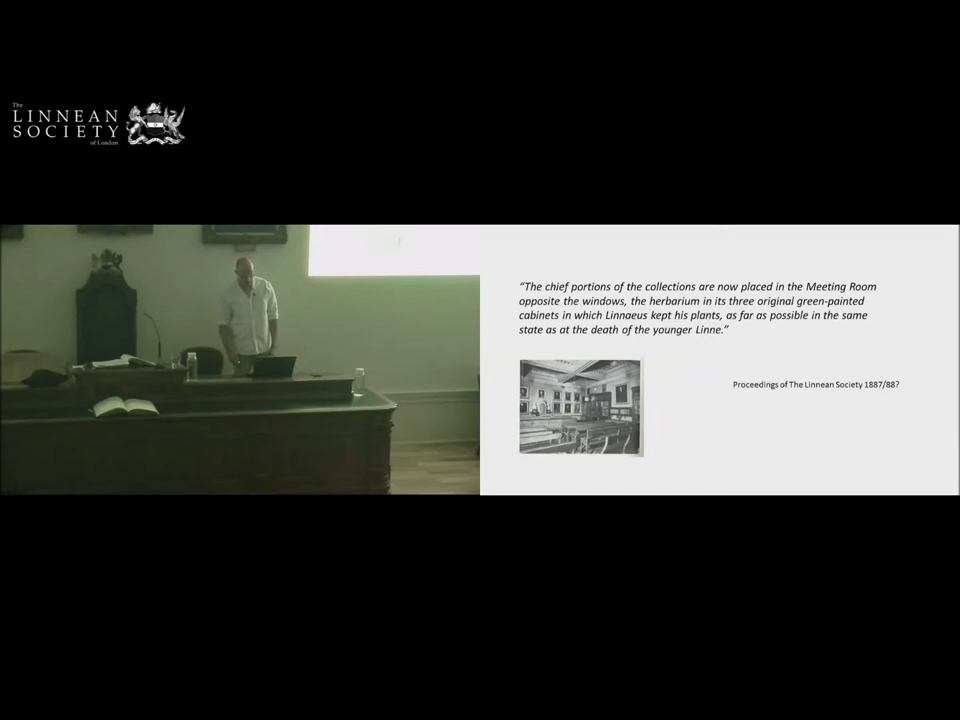 The
LINNEAN
SOCIETY
of London
“The chief portions of the collections are now placed in the Meeting Room
opposite the windows, the herbarium in its three original green-painted
cabinets in which Linnaeus kept his plants, as far as possible in the same
state as at the death of the younger Linne.”
Proceedings of The Linnean Society 1887/88?